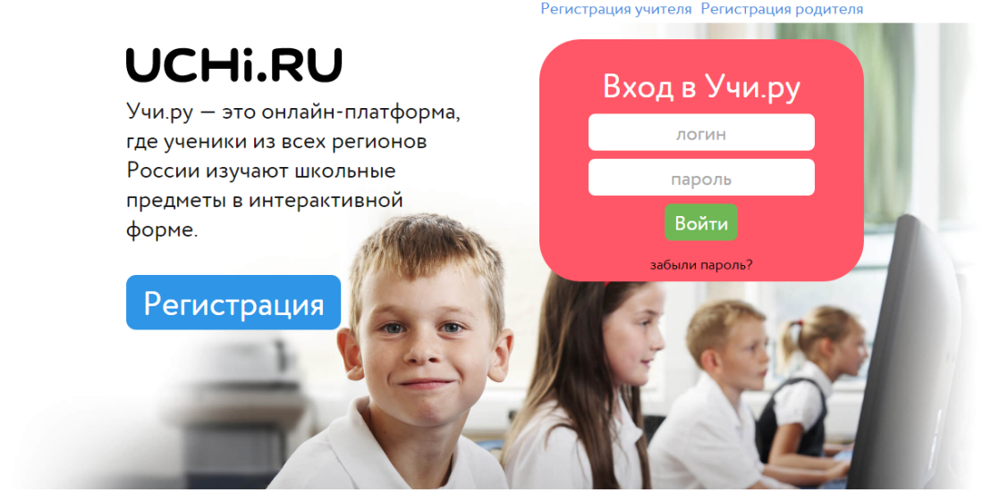 Регистрация учителя Регистрация родителя
UCHi.RU
Учи.ру — это онлайн-платформа,
где ученики из всех регионов
России изучают школьные
предметы в интерактивной
форме.
Регистрация
Вход в Учи.ру
логин
пароль
Войти
забыли пароль?